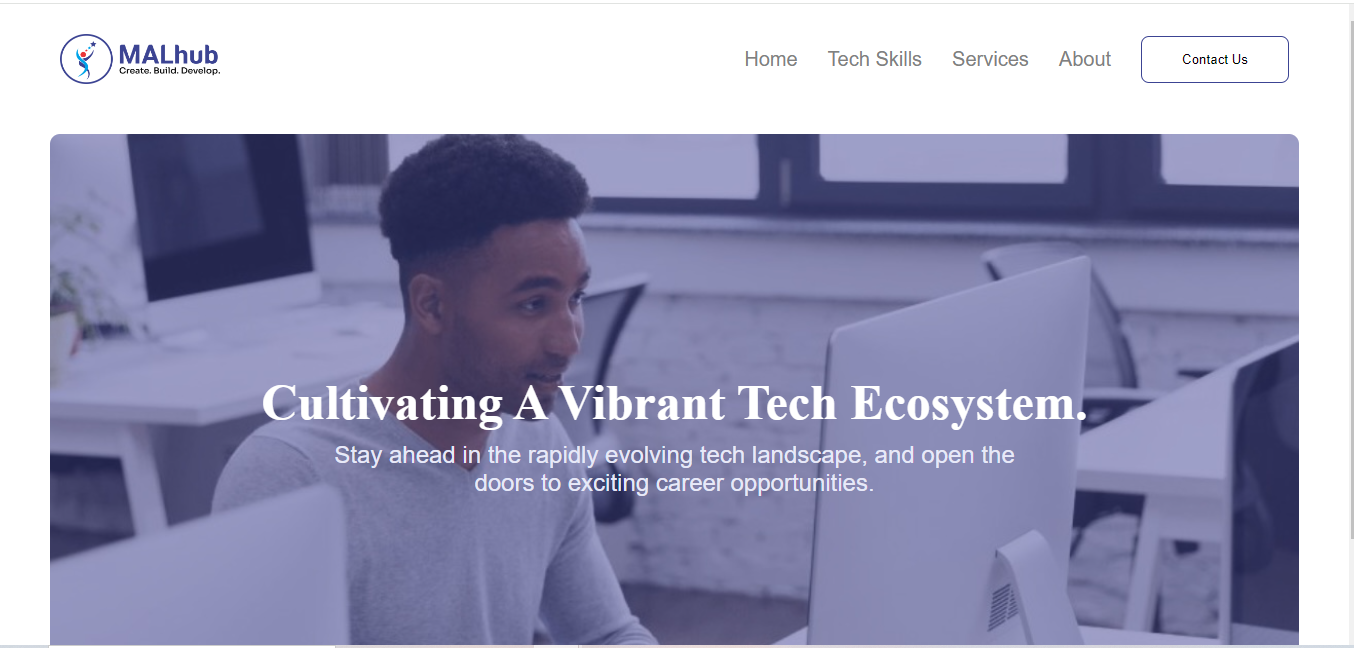 MALhub
Create. Build. Develop.
Home
Tech Skills
Services
About
Contact Us
Cultivating A Vibrant Tech Ecosystem.
Stay ahead in the rapidly evolving tech landscape, and open the
doors to exciting career opportunities.